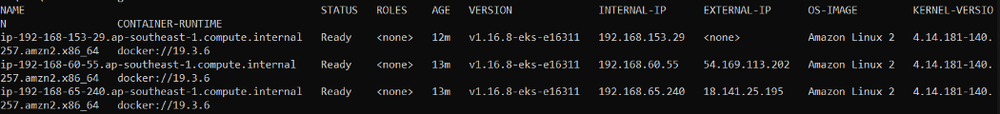 NAME STATUS ROLES AGE VERSION INTERNAL-IP EXTERNAL-IP OS-IMAGE KERNEL-VERSIO
N CONTAINER-RUNTIME
ip-192-168-153-29.ap-southeast-1.compute.internal Ready <none> 12m v1.16.8-eks-e16311 192.168.153.29 <none> Amazon Linux 2 4.14.181-140.
257.amzn2.x86_64 docker://19.3.6
ip-192-168-60-55.ap-southeast-1.compute.internal Ready <none> 13m v1.16.8-eks-e16311 192.168.60.55 54.169.113.202 Amazon Linux 2 4.14.181-140.
257.amzn2.x86_64 docker://19.3.6
ip-192-168-65-240.ap-southeast-1.compute.internal Ready <none> 13m v1.16.8-eks-e16311 192.168.65.240 18.141.25.195 Amazon Linux 2 4.14.181-140.
257.amzn2.x86_64 docker://19.3.6